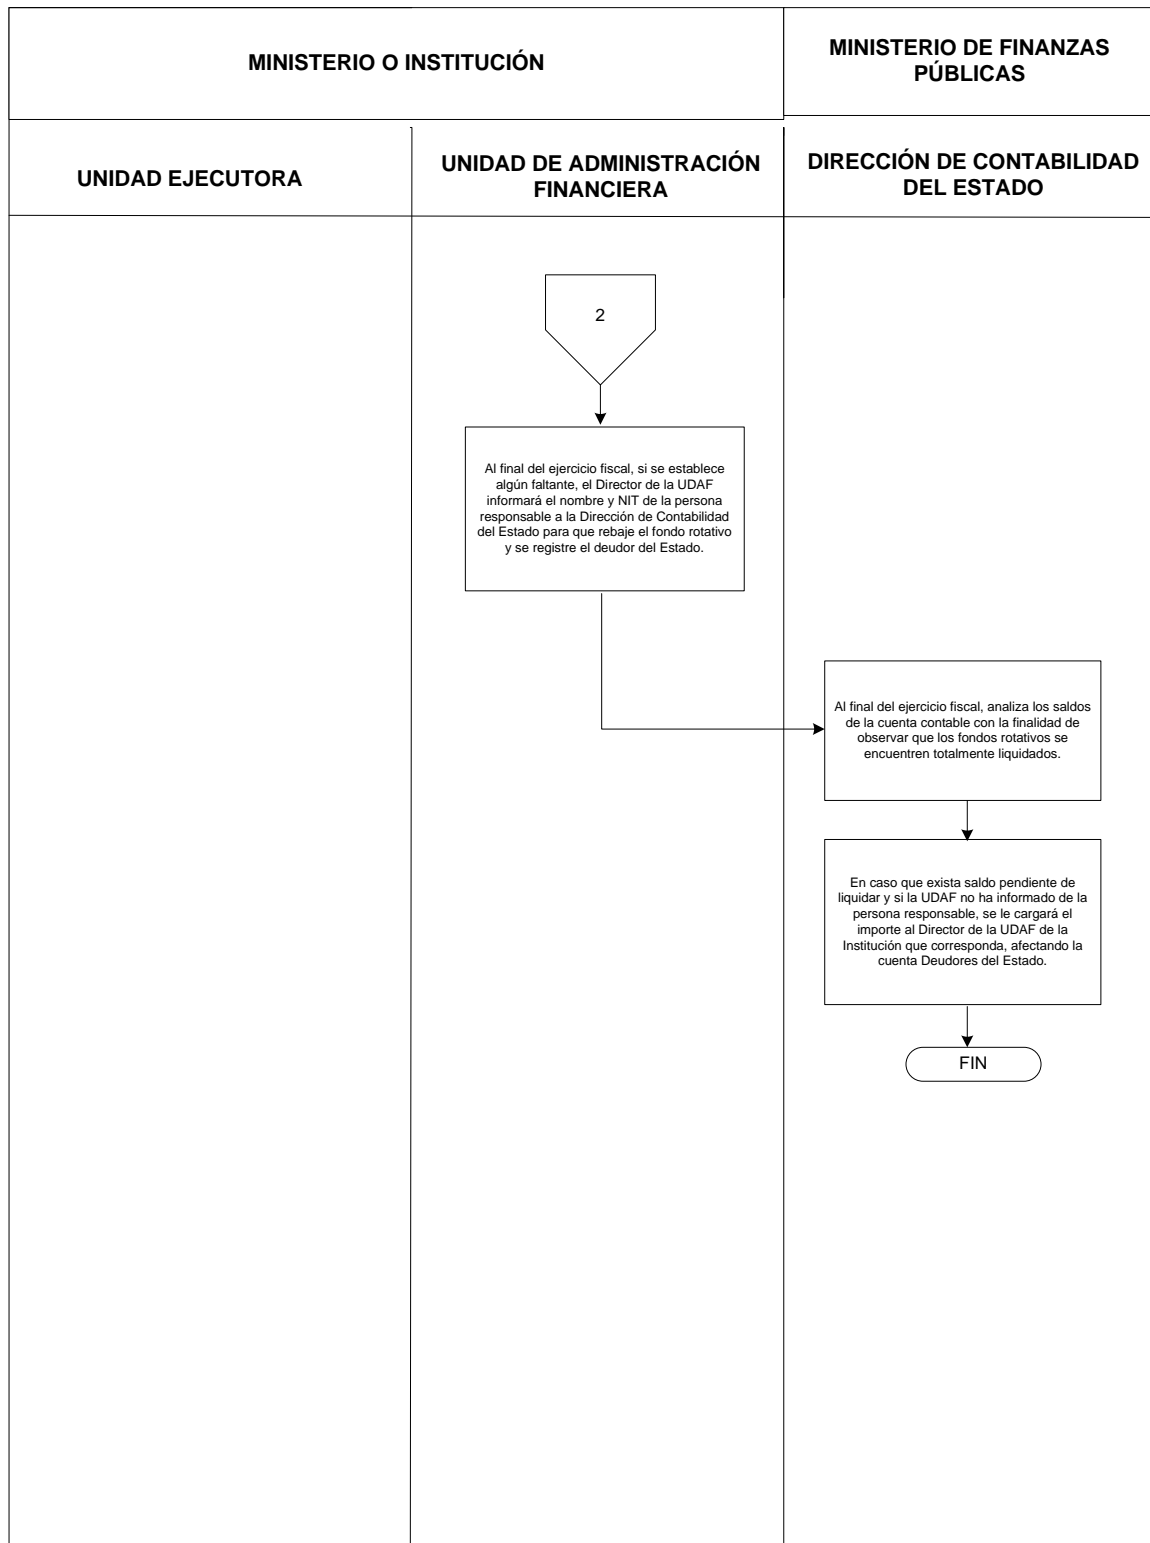 MINISTERIO O INSTITUCIÓN
MINISTERIO DE FINANZAS
PÚBLICAS
UNIDAD EJECUTORA
UNIDAD DE ADMINISTRACIÓN
FINANCIERA
DIRECCIÓN DE CONTABILIDAD
DEL ESTADO
2
Al final del ejercicio fiscal, si se establece
algún faltante, el Director de la UDAF
informará el nombre y NIT de la persona
responsable a la Dirección de Contabilidad
del Estado para que rebaje el fondo rotativo
y se registre el deudor del Estado.
Al final del ejercicio fiscal, analiza los saldos
de la cuenta contable con la finalidad de
observar que los fondos rotativos se
encuentren totalmente liquidados.
En caso que exista saldo pendiente de
liquidar y si la UDAF no ha informado de la
persona responsable, se le cargará el
importe al Director de la UDAF de la
Institución que corresponda, afectando la
cuenta Deudores del Estado.
FIN